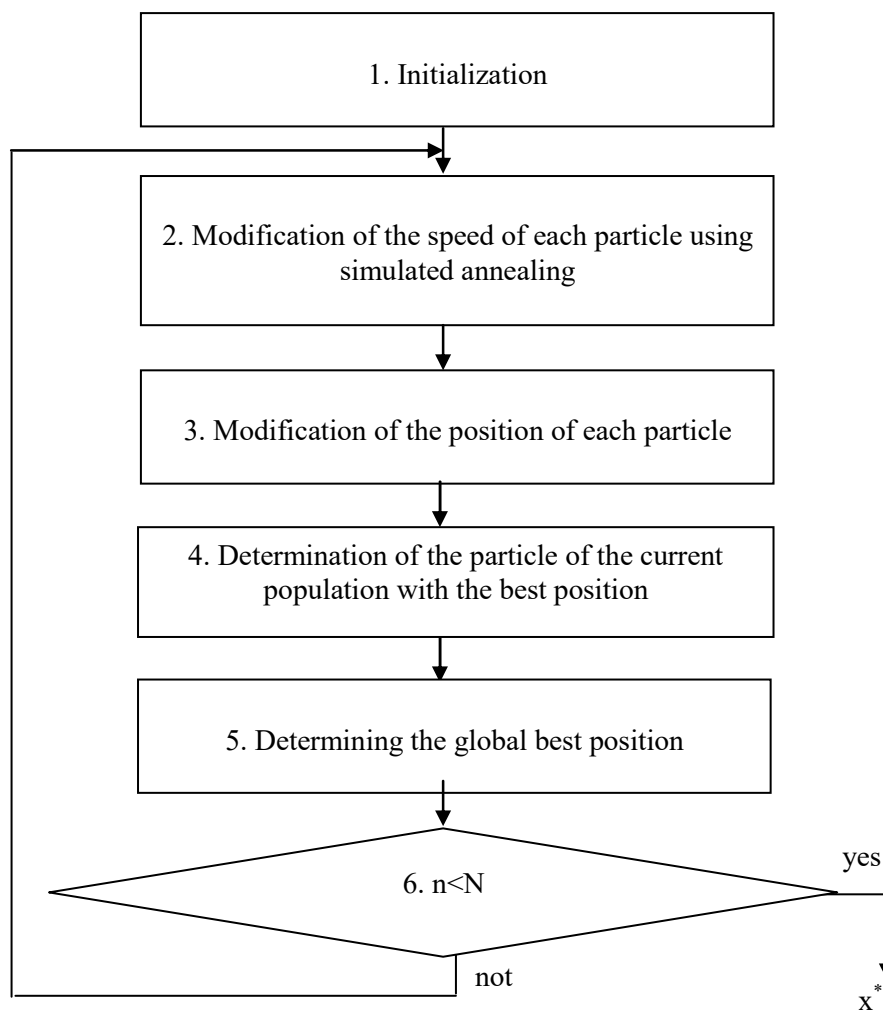 1. Initialization
2. Modification of the speed of each particle using
simulated annealing
3. Modification of the position of each particle
4. Determination of the particle of the current
population with the best position
5. Determining the global best position
6. n<N
yes
not
x*